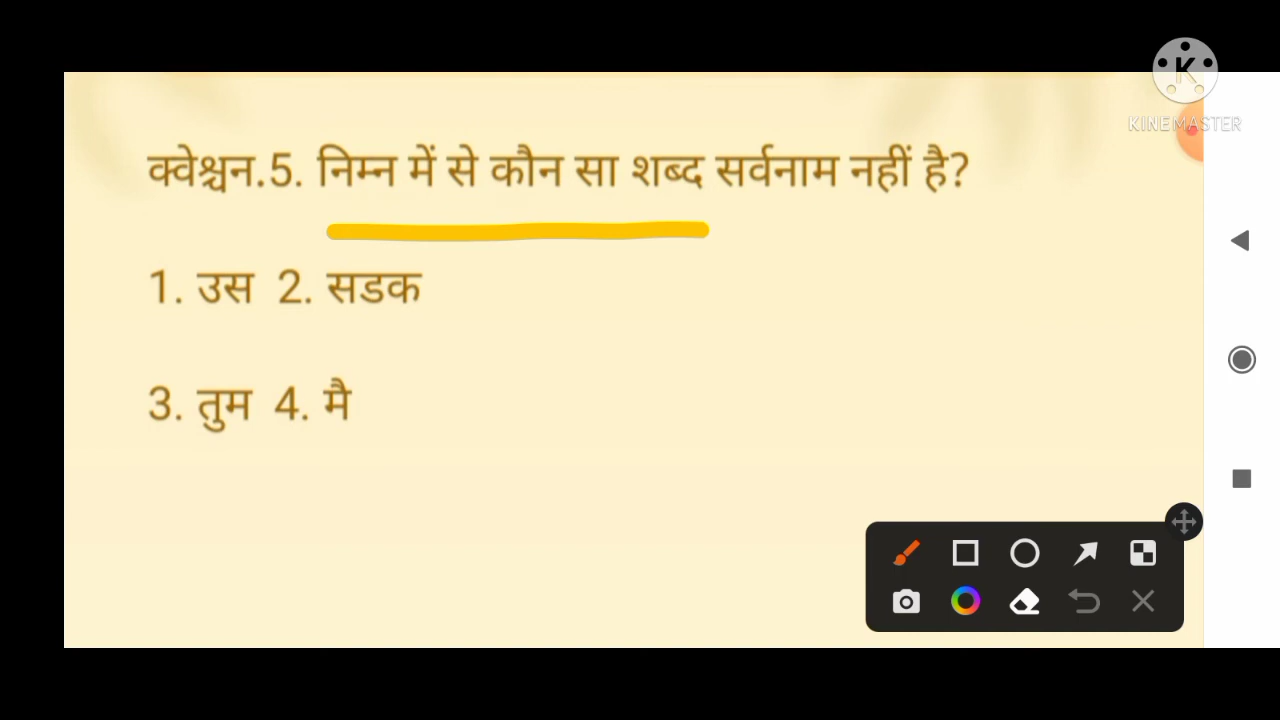 KINEMASTER
क्वेश्चन.5. निम्न में से कौन सा शब्द सर्वनाम नहीं है?
1. उस 2. सडक
3. तुम 4. मै